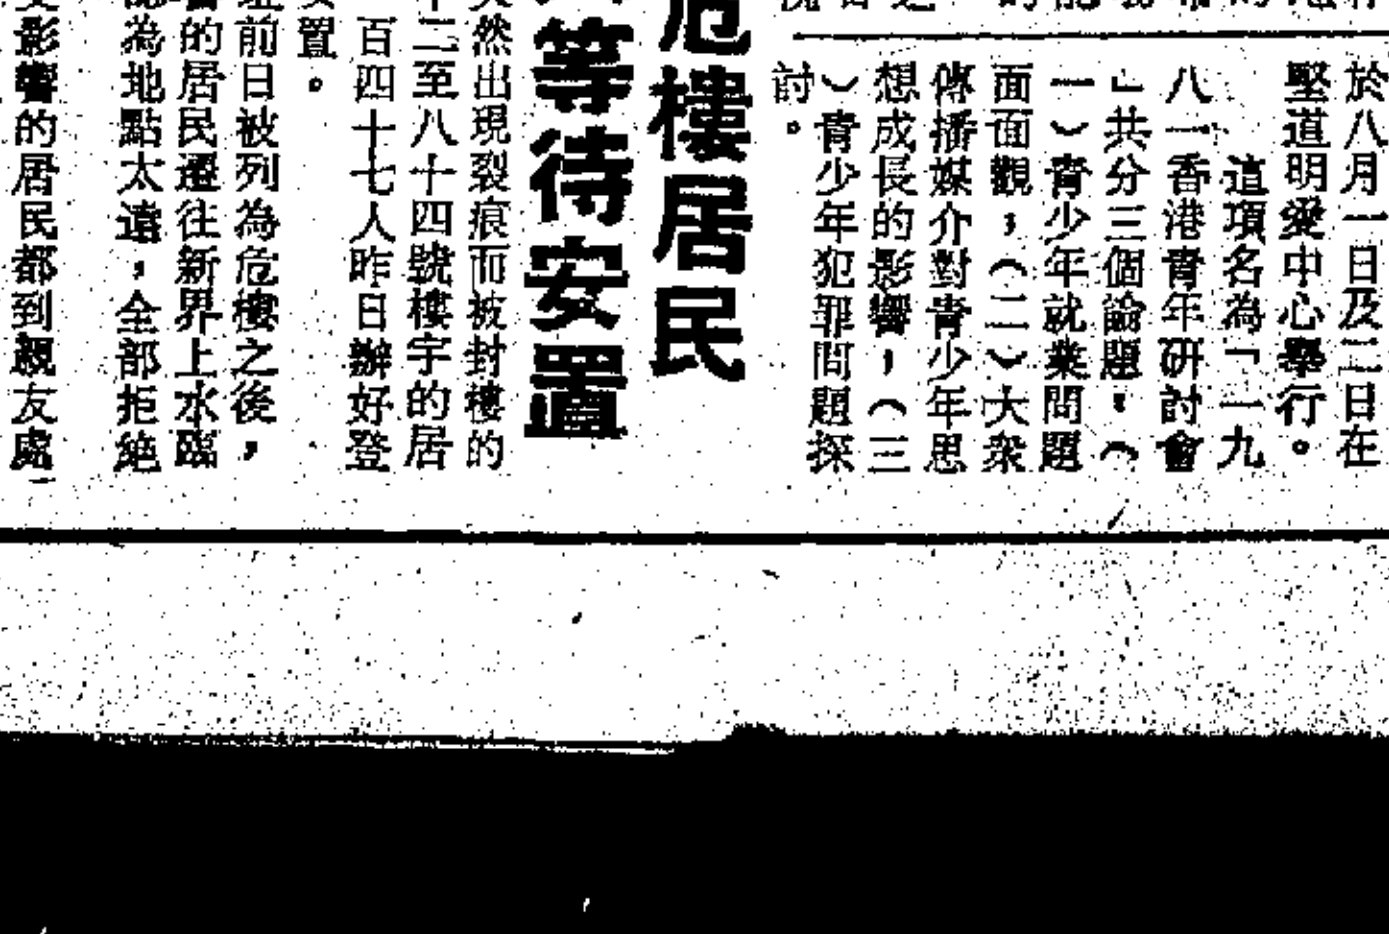 於八月一日及二日在
堅道明愛中心舉行。
這項名為「一九
八一香港青年研討會
」共分三個論題:(
一)青少年就業問題
面面觀,(二)大衆
傳播媒介對青少年思
想成長的影響,(三
)青少年犯罪問題探
討。
危樓居民
等待安置
然出現裂痕而被封樓的
二至八十四號樓宇的居
百四十七人昨日辦好登
置。
前日被列為危樓之後,
的居民遷往新界上水臨
為地點太遠,全部拒絶
影響的居民都到親友處